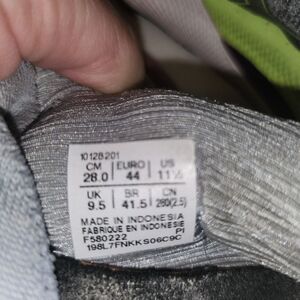 10128201
CM EURO US
28.0 44 11½
UK BR CN
9.5 41.5 280(2.5)
MADE IN INDONESIA
FABRIQUE EN INDONESIE
F580222 PI
198L7FNKKS06C9C